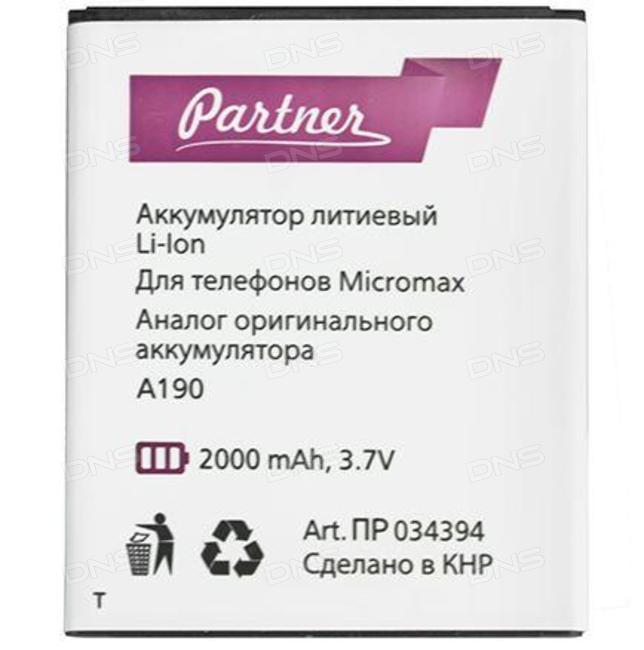 Partner
Аккумулятор литиевый
Li-Ion
Для телефонов Micromax
Аналог оригинального
аккумулятора
A190
2000 mAh, 3.7V
Art. ПР 034394
Сделано в КНР
T
DNS